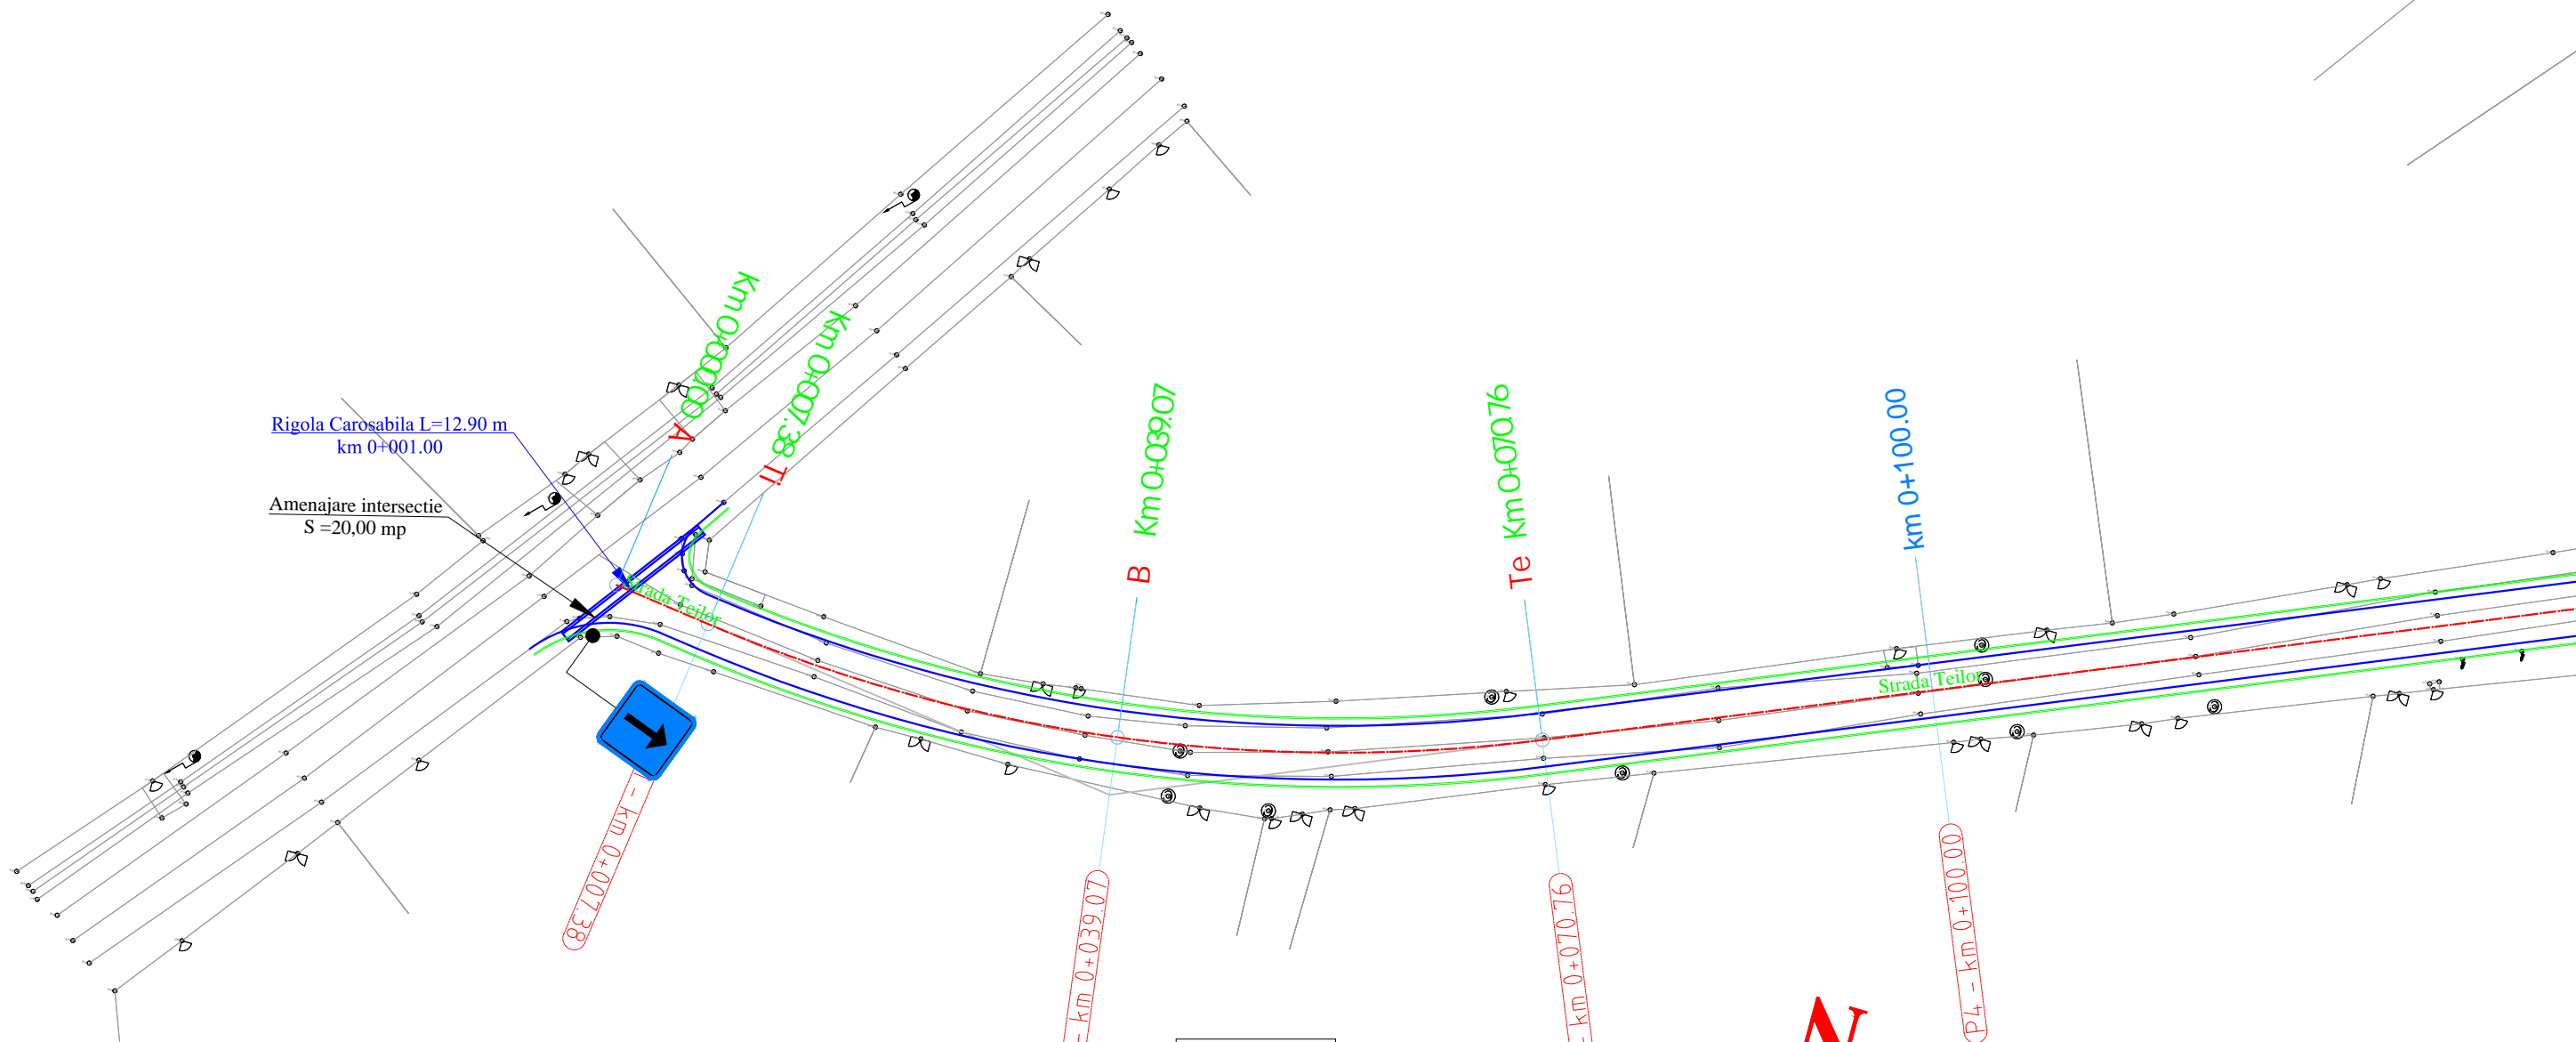 Km 0+000.00
A
Km 0+007.38
Ti
Rigola Carosabila L=12.90 m
km 0+001.00
Amenajare intersectie
S =20,00 mp
Strada Teilor
Km 0+039.07
B
Km 0+070.76
Te
km 0+100.00
Strada Teilor
- km 0+007.38
- km 0+039.07
- km 0+070.76
P4 - km 0+100.00
N